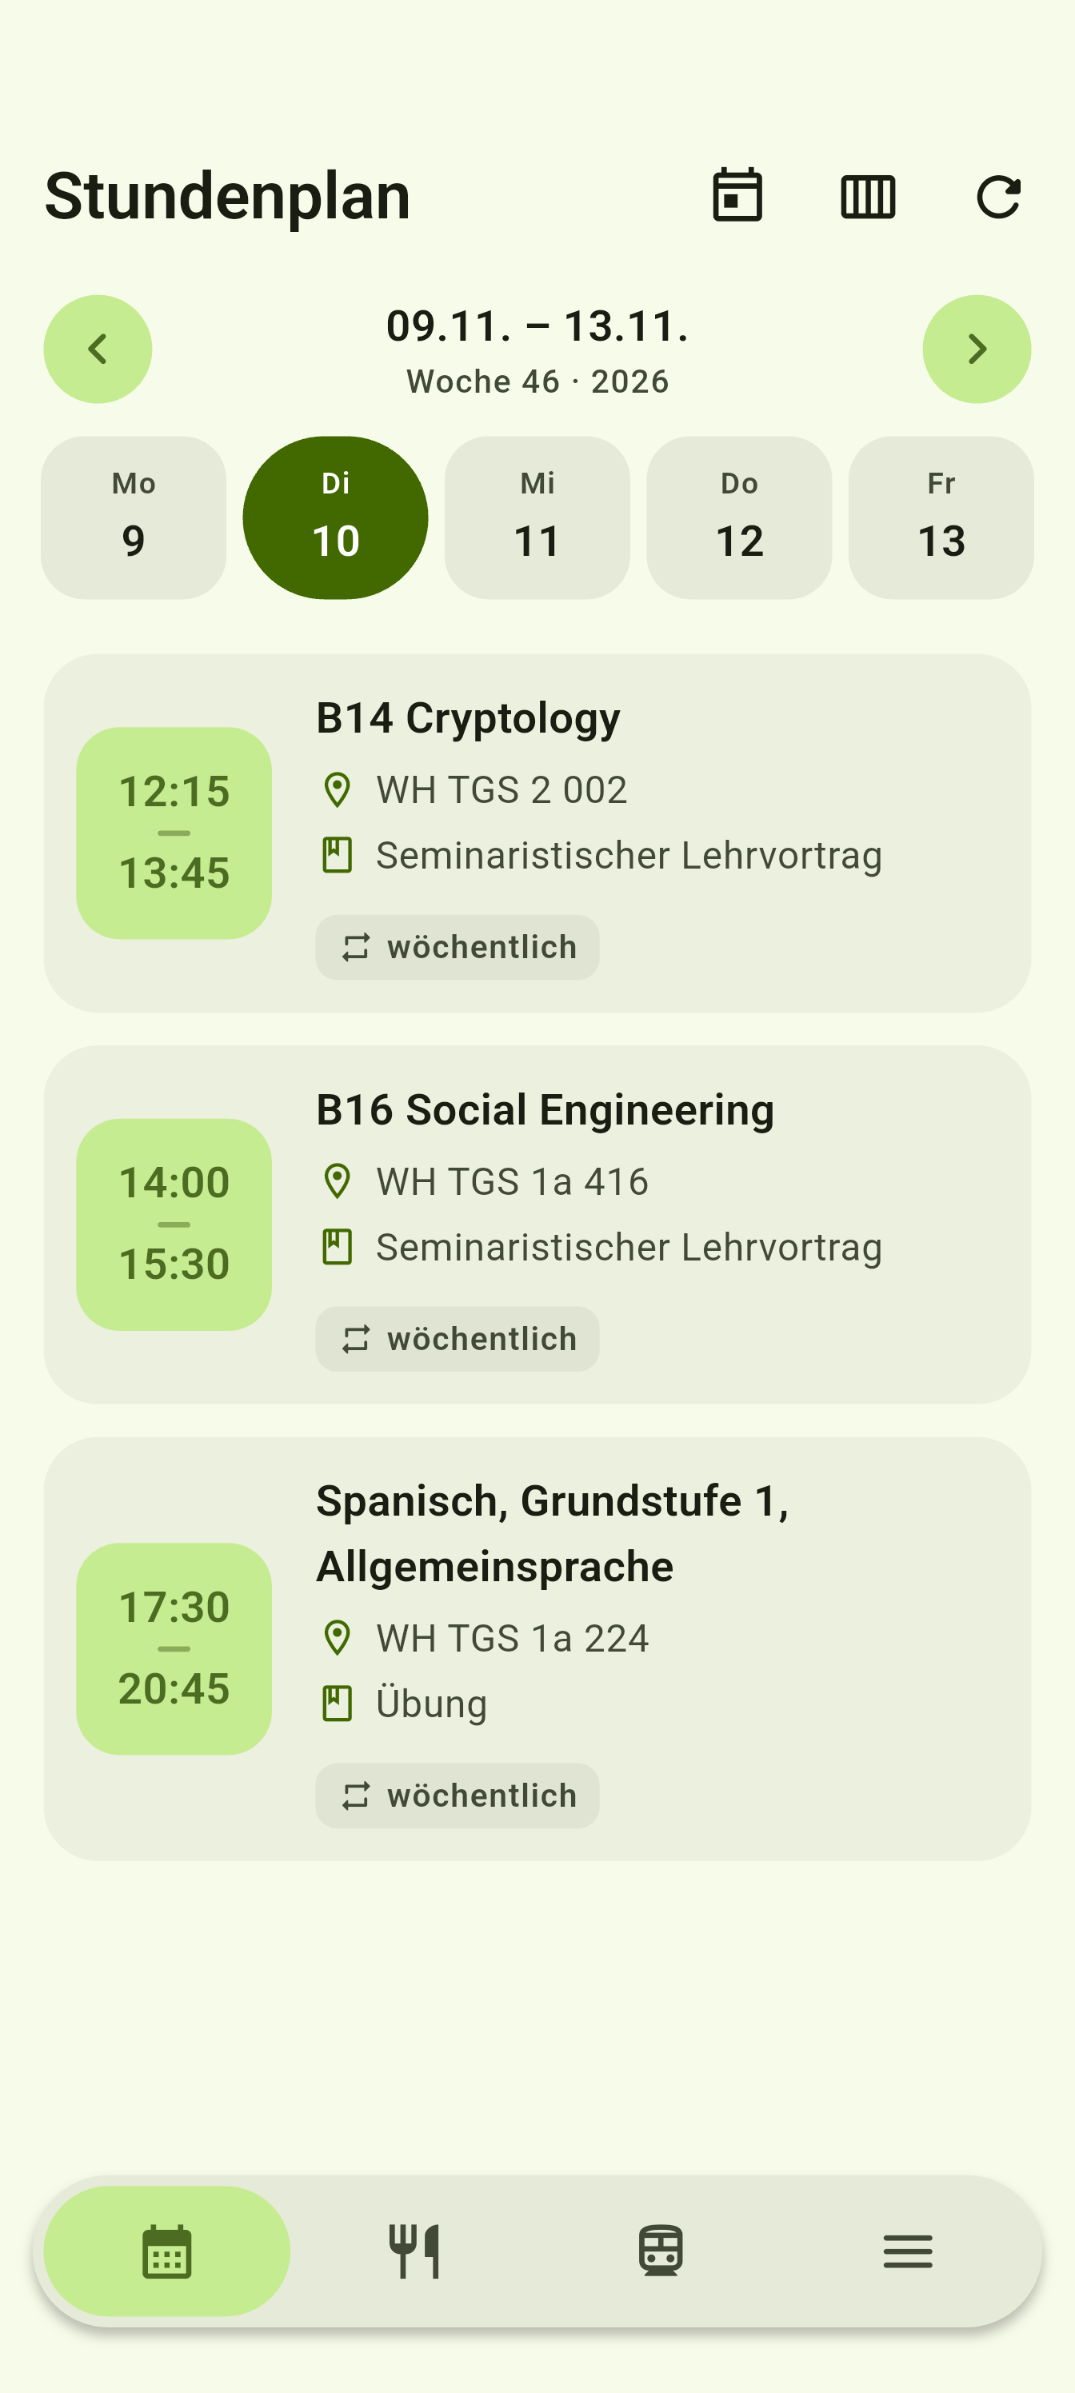 Stundenplan
09.11. – 13.11.
Woche 46 · 2026
Mo
9
Di
10
Mi
11
Do
12
Fr
13
12:15
13:45
B14 Cryptology
WH TGS 2 002
Seminaristischer Lehrvortrag
wöchentlich
14:00
15:30
B16 Social Engineering
WH TGS 1a 416
Seminaristischer Lehrvortrag
wöchentlich
17:30
20:45
Spanisch, Grundstufe 1,
Allgemeinsprache
WH TGS 1a 224
Übung
wöchentlich